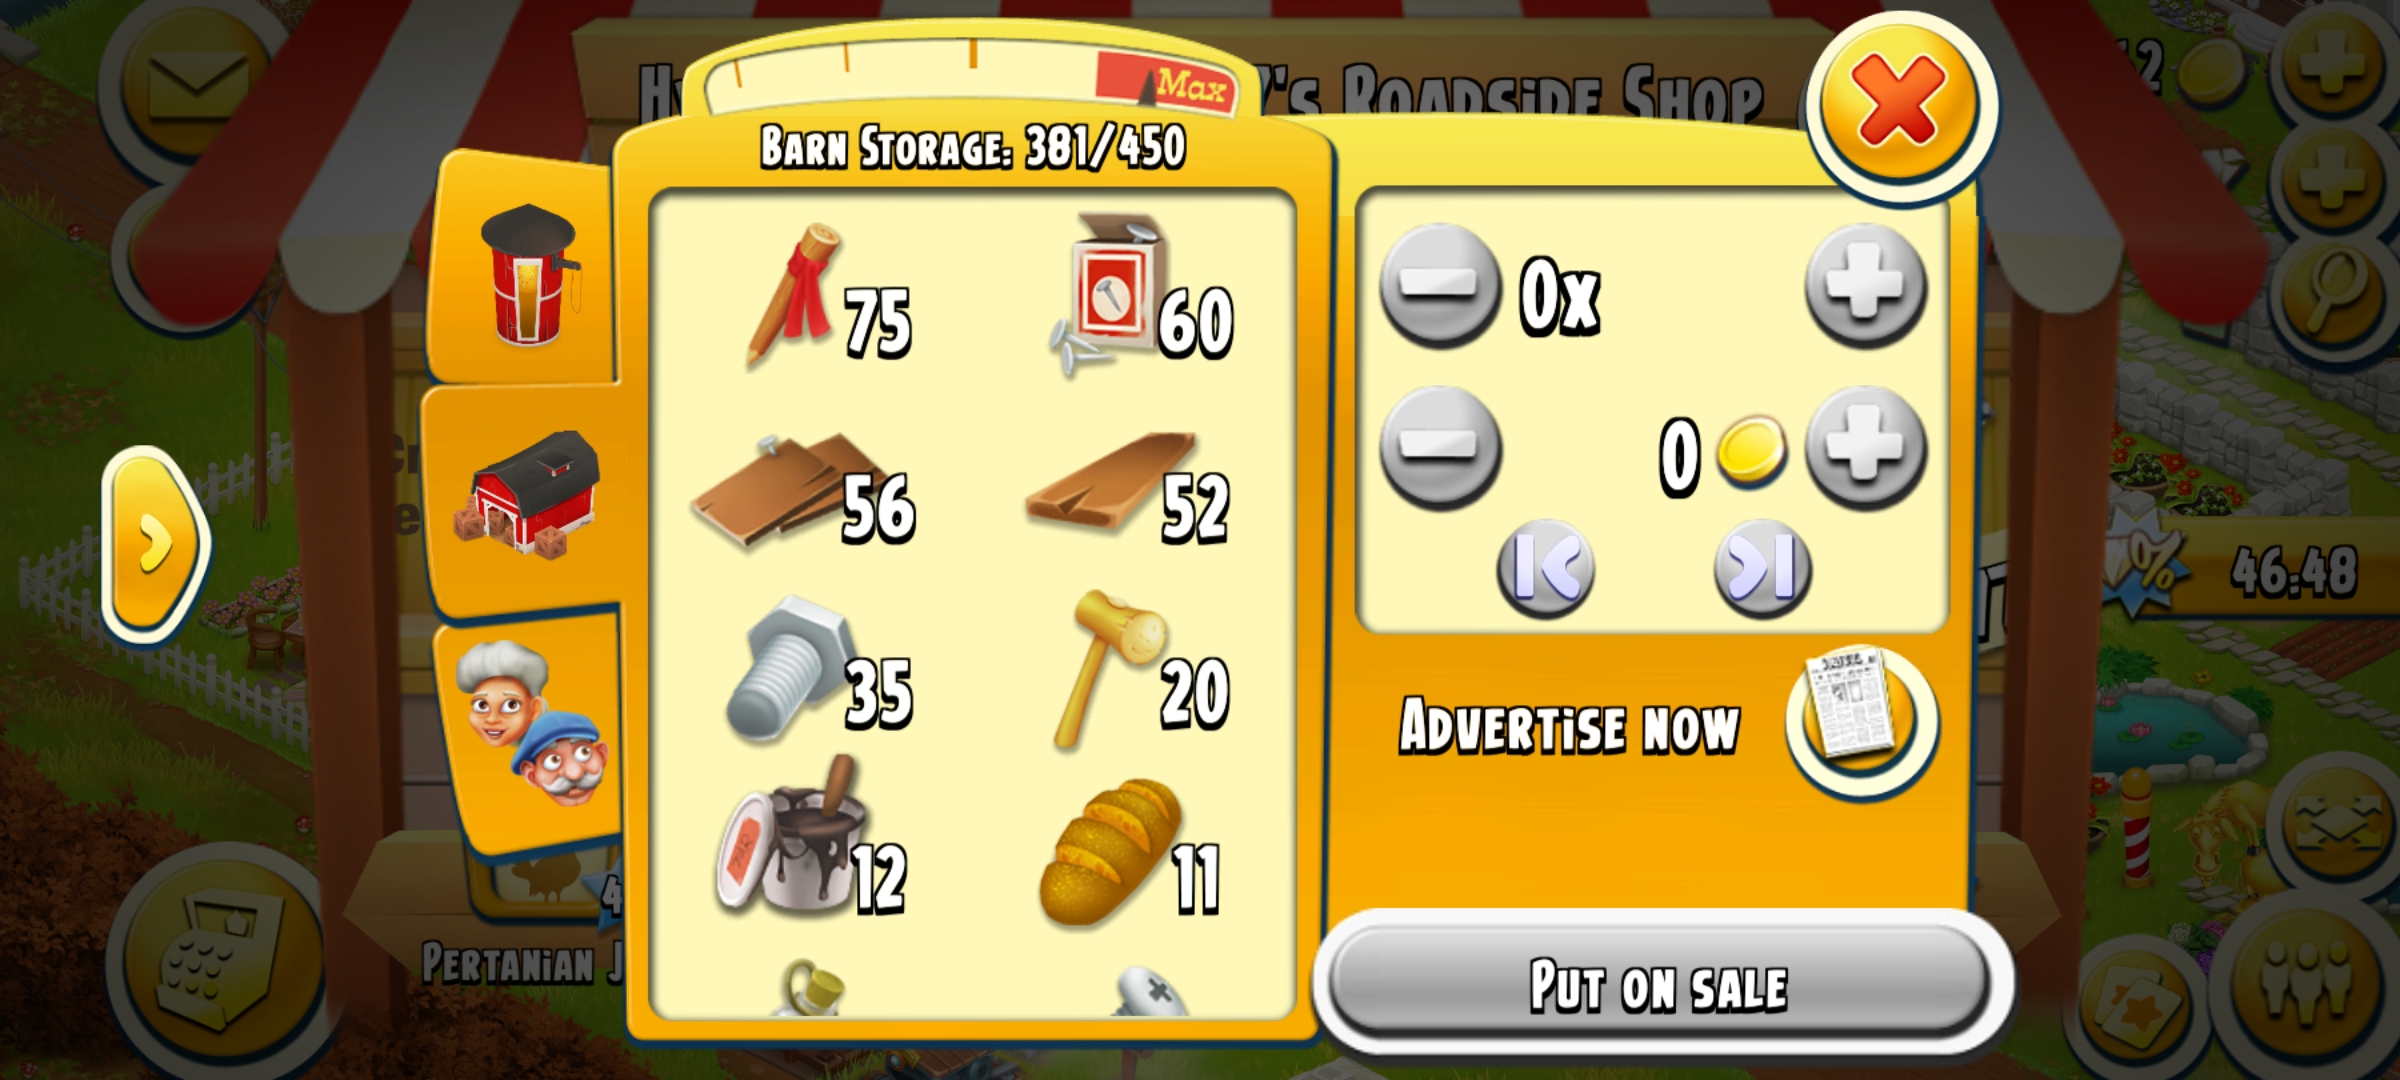 's Roadside Shop
Max
Barn Storage: 381/450
75
60
56
52
35
20
12
11
0x
0
Advertise now
Put on sale
46:48
Pertanian J